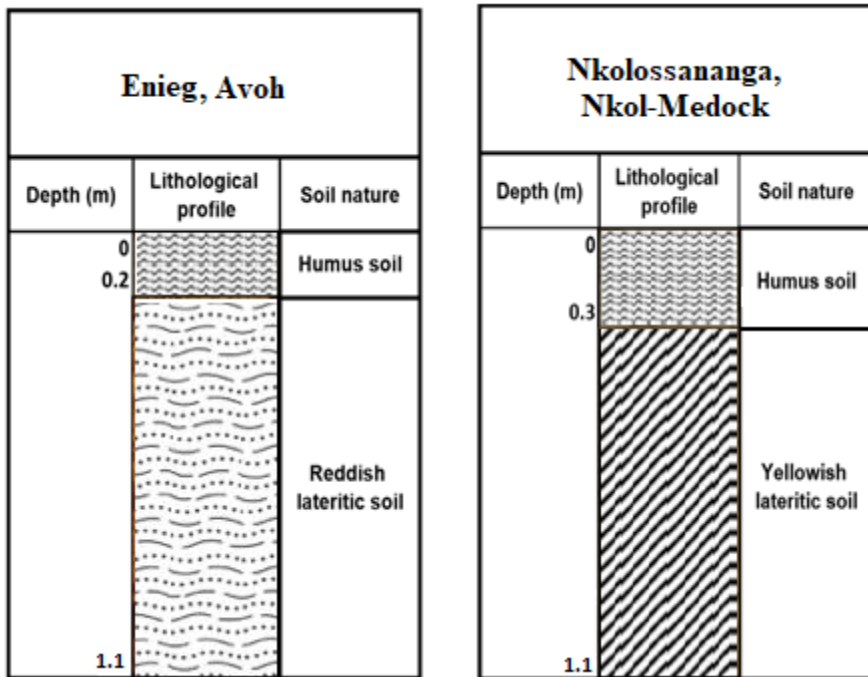 Enieg, Avoh
Depth (m)
Lithological
profile
Soil nature
0
0.2
Humus soil
Reddish
lateritic soil
1.1
Nkolossananga,
Nkol-Medock
Depth (m)
Lithological
profile
Soil nature
0
0.3
Humus soil
Yellowish
lateritic soil
1.1